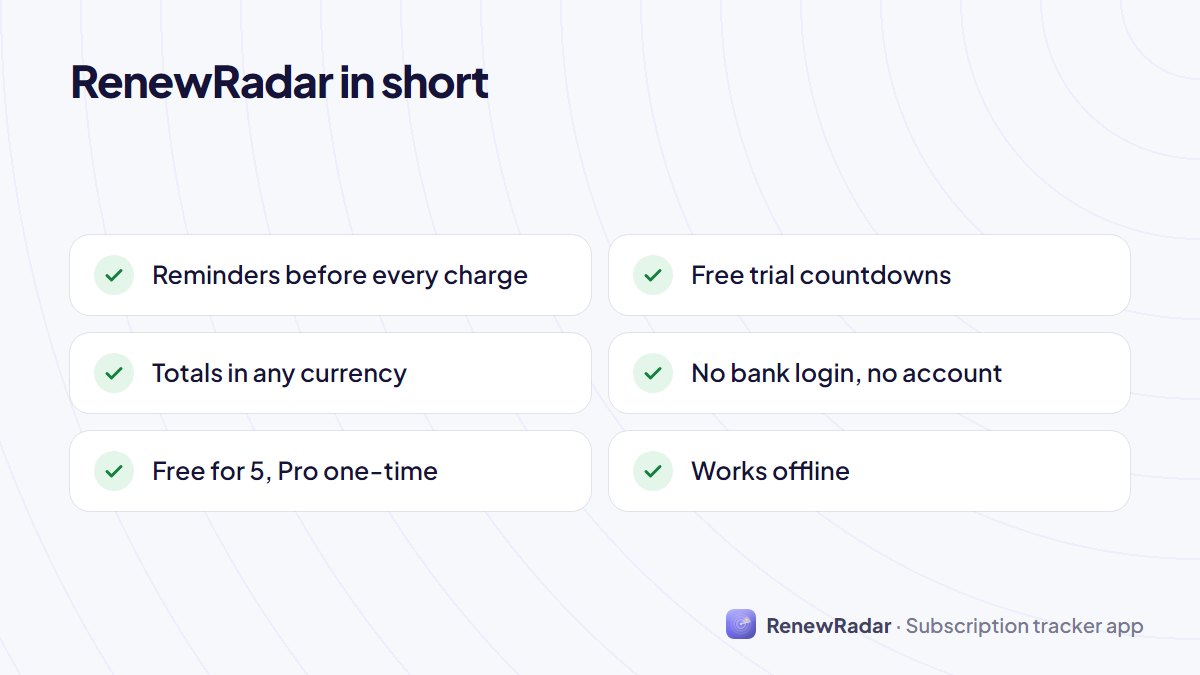 RenewRadar in short
Reminders before every charge
Free trial countdowns
Totals in any currency
No bank login, no account
Free for 5, Pro one-time
Works offline
RenewRadar · Subscription tracker app